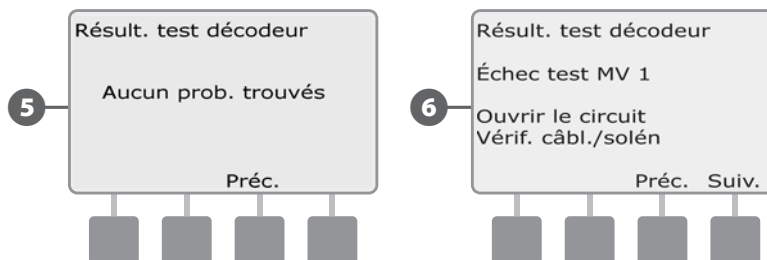 5
Résult. test décodeur
Aucun prob. trouvés
Préc.
6
Résult. test décodeur
Échec test MV 1
Ouvrir le circuit
Vérif. câbl./solén
Préc. Suiv.